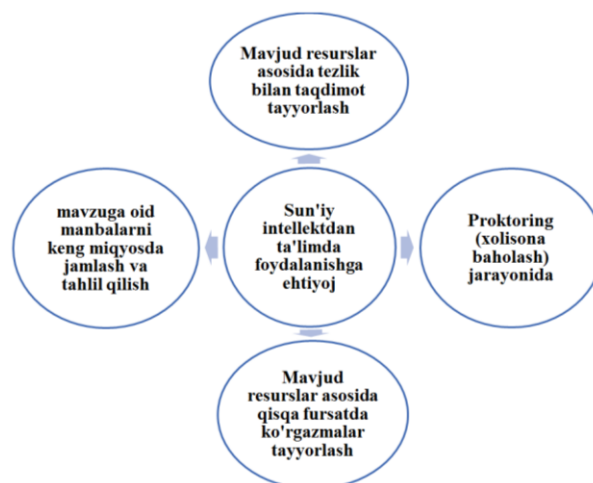 Mavjud resurslar
asosida tezlik
bilan taqdimot
tayyorlash
mavzuga oid
manbalarni
keng miqyosda
jamlash va
tahlil qilish
Sun'iy
intellektdan
ta'limda
foydalanishga
ehtiyoj
Proktoring
(xolisona
baholash)
jarayonida
Mavjud
resurslar asosida
qisqa fursatda
ko'rgazmalar
tayyorlash